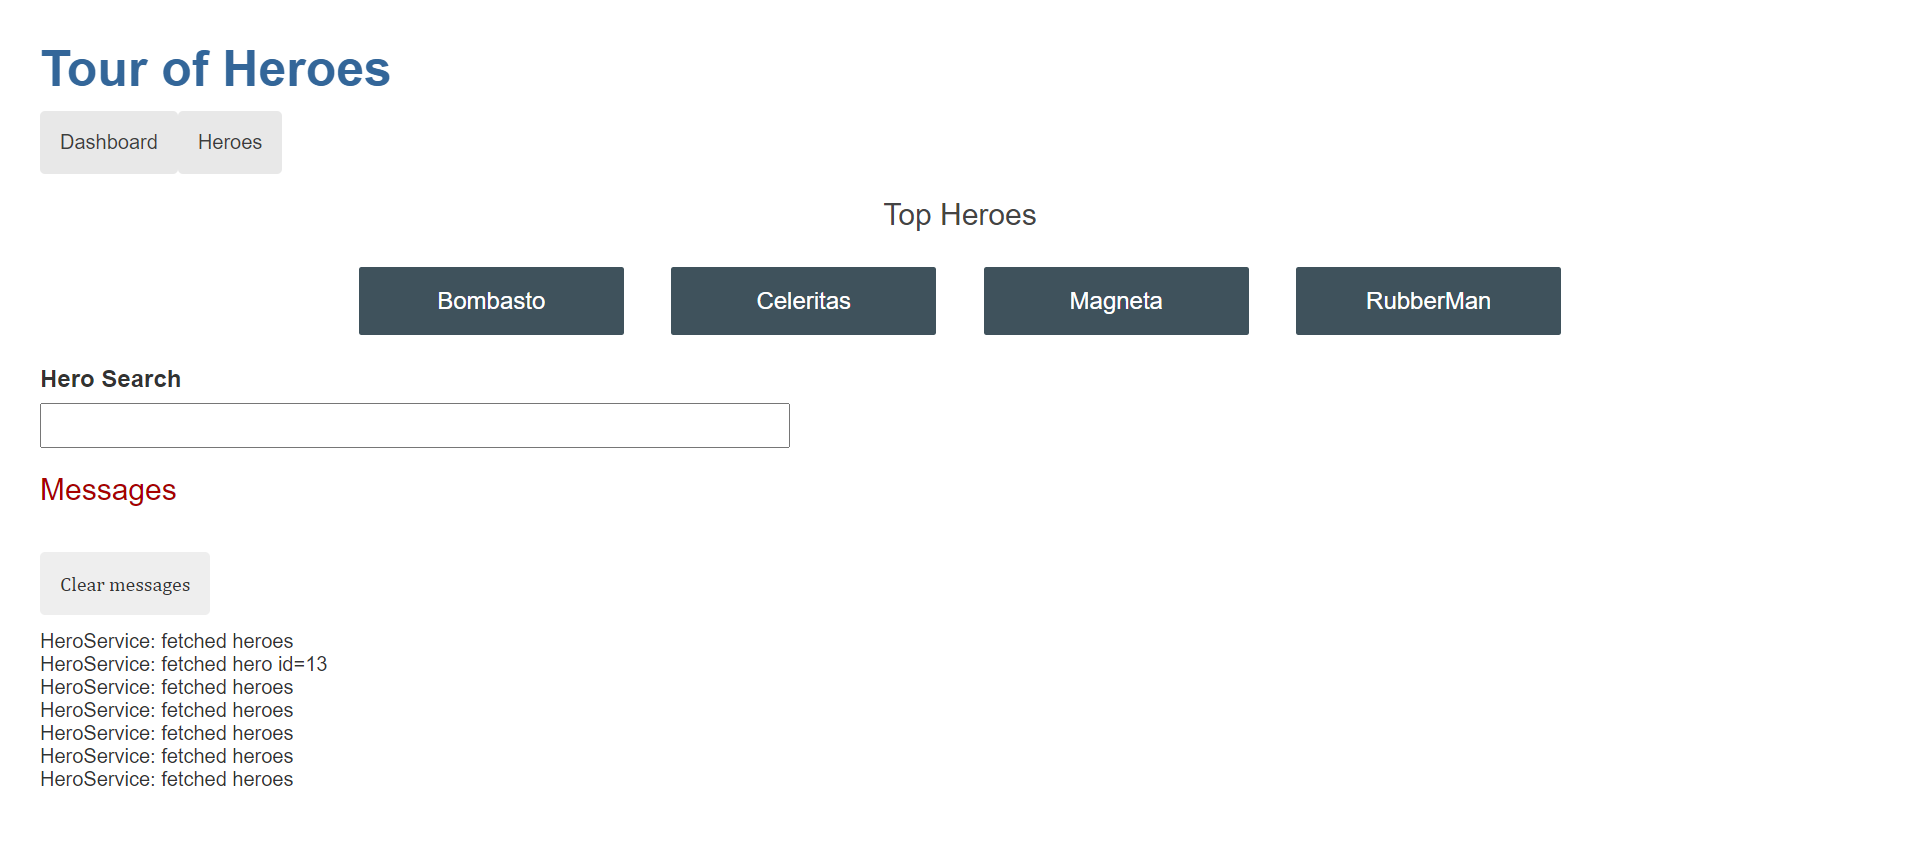 Tour of Heroes
Dashboard Heroes
Top Heroes
Bombasto Celeritas Magneta RubberMan
Hero Search
Messages
Clear messages
HeroService: fetched heroes
HeroService: fetched hero id=13
HeroService: fetched heroes
HeroService: fetched heroes
HeroService: fetched heroes
HeroService: fetched heroes
HeroService: fetched heroes